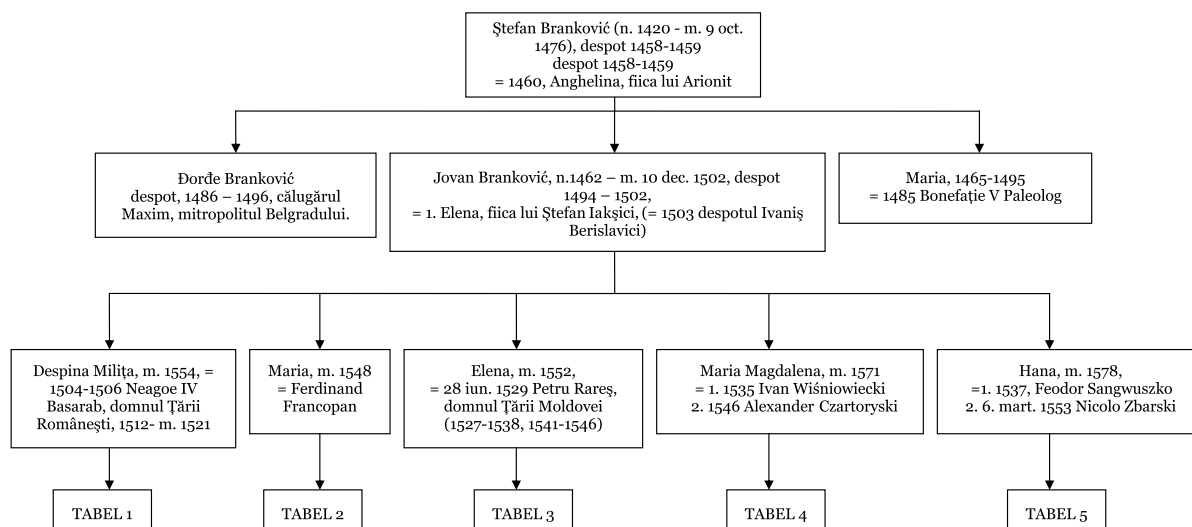 Ştefan Branković (n. 1420 - m. 9 oct.
1476), despot 1458-1459
despot 1458-1459
= 1460, Anghelina, fiica lui Arionit
Đorđe Branković
despot, 1486 – 1496, călugărul
Maxim, mitropolitul Belgradului.
Jovan Branković, n.1462 – m. 10 dec. 1502, despot
1494 – 1502,
= 1. Elena, fiica lui Ştefan Iakşici, (= 1503 despotul Ivaniş
Berislavici)
Maria, 1465-1495
= 1485 Bonefaţie V Paleolog
Despina Miliţa, m. 1554, =
1504-1506 Neagoe IV
Basarab, domnul Ţării
Româneşti, 1512- m. 1521
Maria, m. 1548
= Ferdinand
Francopan
Elena, m. 1552,
= 28 iun. 1529 Petru Rareş,
domnul Ţării Moldovei
(1527-1538, 1541-1546)
Maria Magdalena, m. 1571
= 1. 1535 Ivan Wiśniowiecki
2. 1546 Alexander Czartoryski
Hana, m. 1578,
=1. 1537, Feodor Sangwuszko
2. 6. mart. 1553 Nicolo Zbarski
TABEL 1
TABEL 2
TABEL 3
TABEL 4
TABEL 5